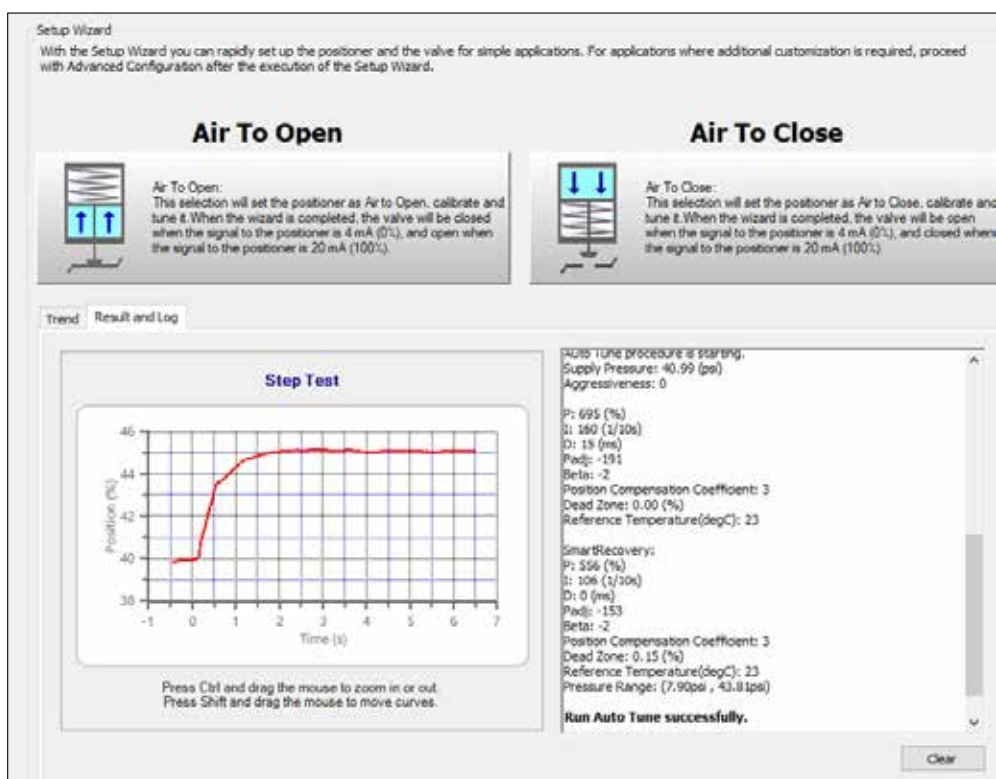 Setup Wizard
With the Setup Wizard you can rapidly set up the positioner and the valve for simple applications. For applications where additional customization is required, proceed
with Advanced Configuration after the execution of the Setup Wizard.
Air To Open
Air To Open:
This selection will set the positioner as Air to Open, calibrate and
tune it. When the wizard is completed, the valve will be closed
when the signal to the positioner is 4 mA (0%), and open when
the signal to the positioner is 20 mA (100%).
Air To Close
Air To Close:
This selection will set the positioner as Air to Close, calibrate and
tune it. When the wizard is completed, the valve will be open
when the signal to the positioner is 4 mA (0%), and closed when
the signal to the positioner is 20 mA (100%).
Trend
Result and Log
Step Test
46
44
42
40
38
Position (%)
-1 0 1 2 3 4 5 6 7
Time (s)
Press Ctrl and drag the mouse to zoom in or out.
Press Shift and drag the mouse to move curves.
Auto Tune procedure is starting.
Supply Pressure: 40.99 (psi)
Aggressiveness: 0
P: 695 (%)
I: 160 (1/10s)
D: 15 (ms)
Padj: -191
Beta: -2
Position Compensation Coefficient: 3
Dead Zone: 0.00 (%)
Reference Temperature(degC): 23
SmartRecovery:
P: 556 (%)
I: 106 (1/10s)
D: 0 (ms)
Padj: -153
Beta: -2
Position Compensation Coefficient: 3
Dead Zone: 0.15 (%)
Reference Temperature(degC): 23
Pressure Range: (7.90psi , 43.81psi)
Run Auto Tune successfully.
Clear